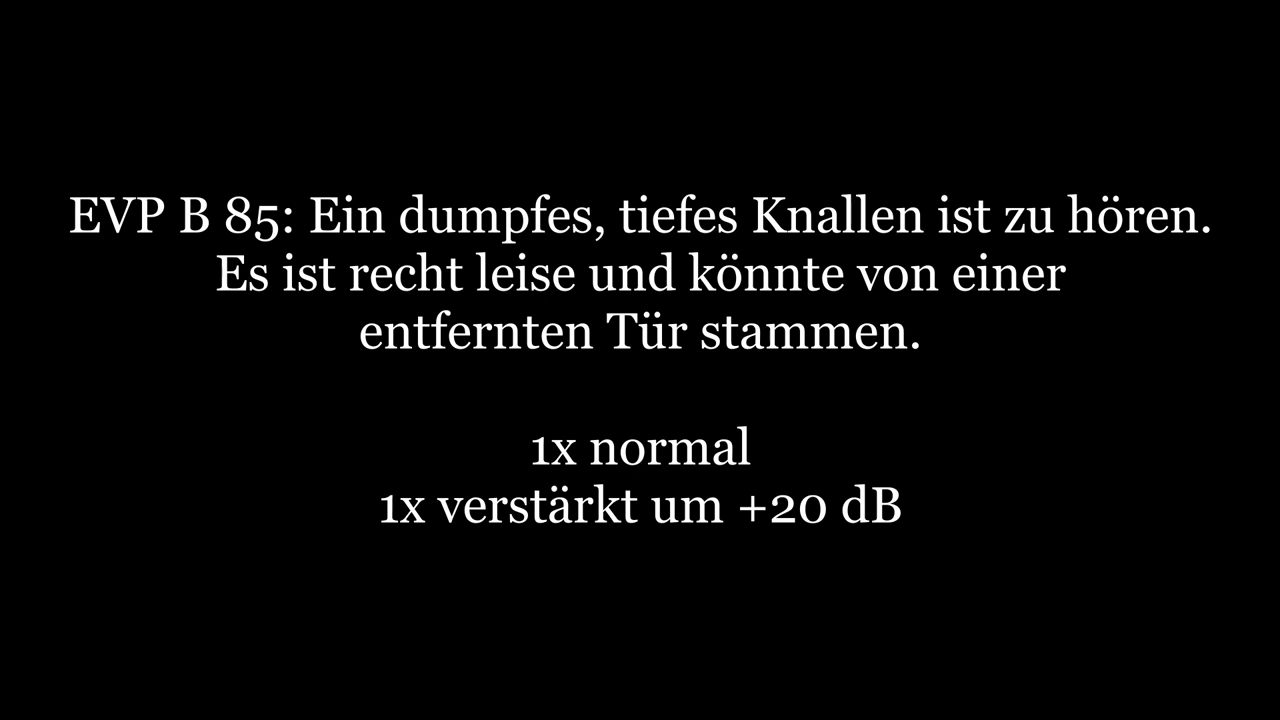 EVP B 85: Ein dumpfes, tiefes Knallen ist zu hören.
Es ist recht leise und könnte von einer
entfernten Tür stammen.
1x normal
1x verstärkt um +20 dB